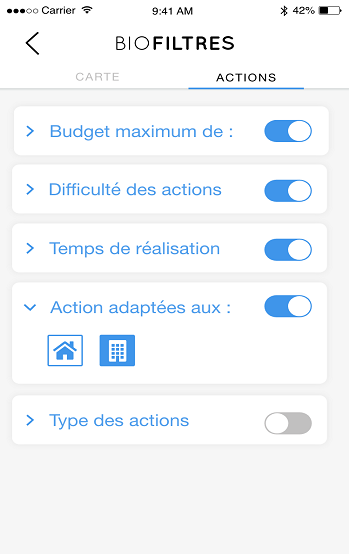 Carrier 9:41 AM 42%
BIOFILTRES
CARTE ACTIONS
Budget maximum de :
Difficulté des actions
Temps de réalisation
Action adaptées aux :
Type des actions